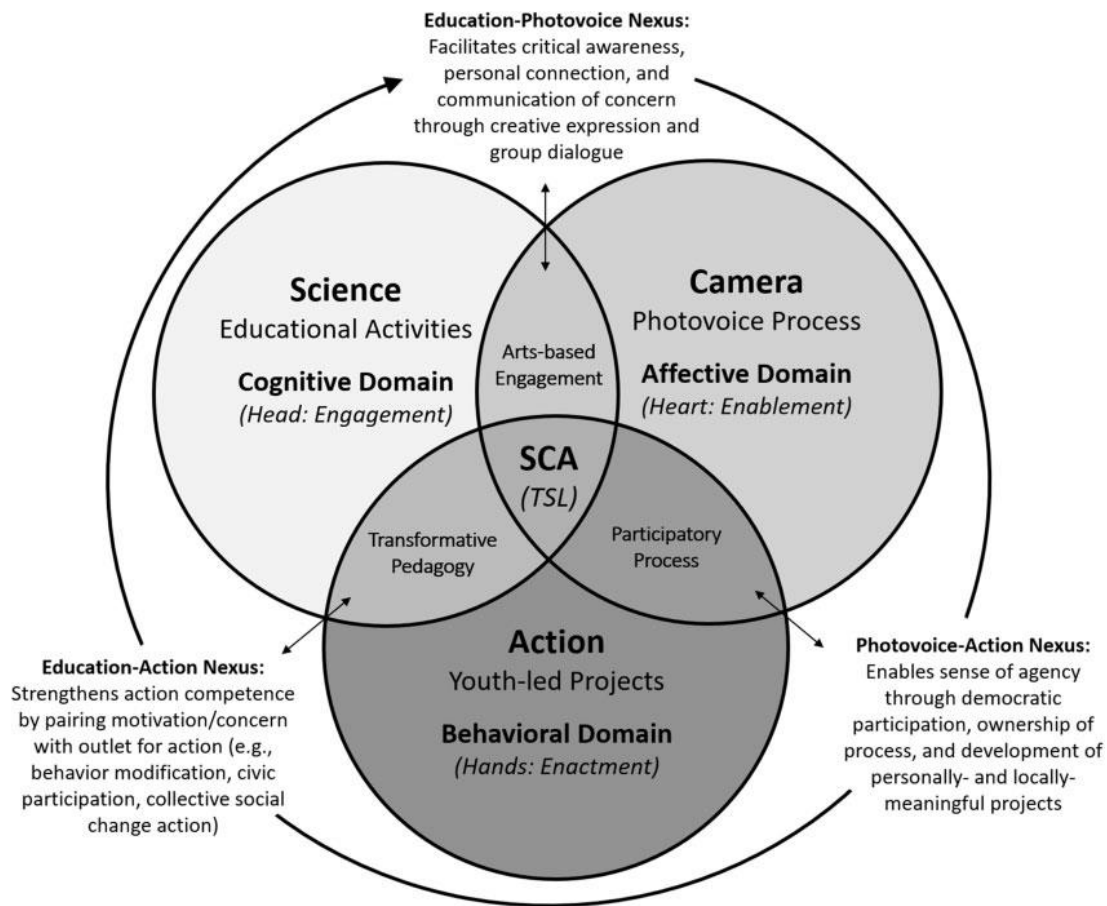 Education-Photovoice Nexus:
Facilitates critical awareness,
personal connection, and
communication of concern
through creative expression and
group dialogue
Science
Educational Activities
Cognitive Domain
(Head: Engagement)
Camera
Photovoice Process
Affective Domain
(Heart: Enablement)
Arts-based
Engagement
SCA
(TSL)
Transformative
Pedagogy
Participatory
Process
Action
Youth-led Projects
Behavioral Domain
(Hands: Enactment)
Education-Action Nexus:
Strengthens action competence
by pairing motivation/concern
with outlet for action (e.g.,
behavior modification, civic
participation, collective social
change action)
Photovoice-Action Nexus:
Enables sense of agency
through democratic
participation, ownership of
process, and development of
personally- and locally-
meaningful projects